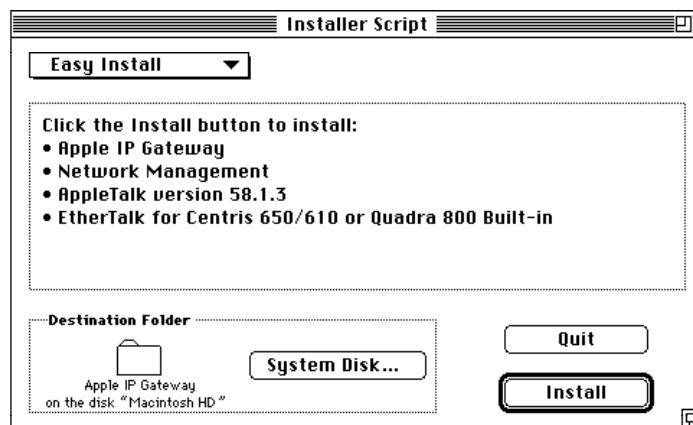 Installer Script
Easy Install
Click the Install button to install:
• Apple IP Gateway
• Network Management
• AppleTalk version 58.1.3
• EtherTalk for Centris 650/610 or Quadra 800 Built-in
Destination Folder
Apple IP Gateway
on the disk “Macintosh HD”
System Disk...
Quit
Install